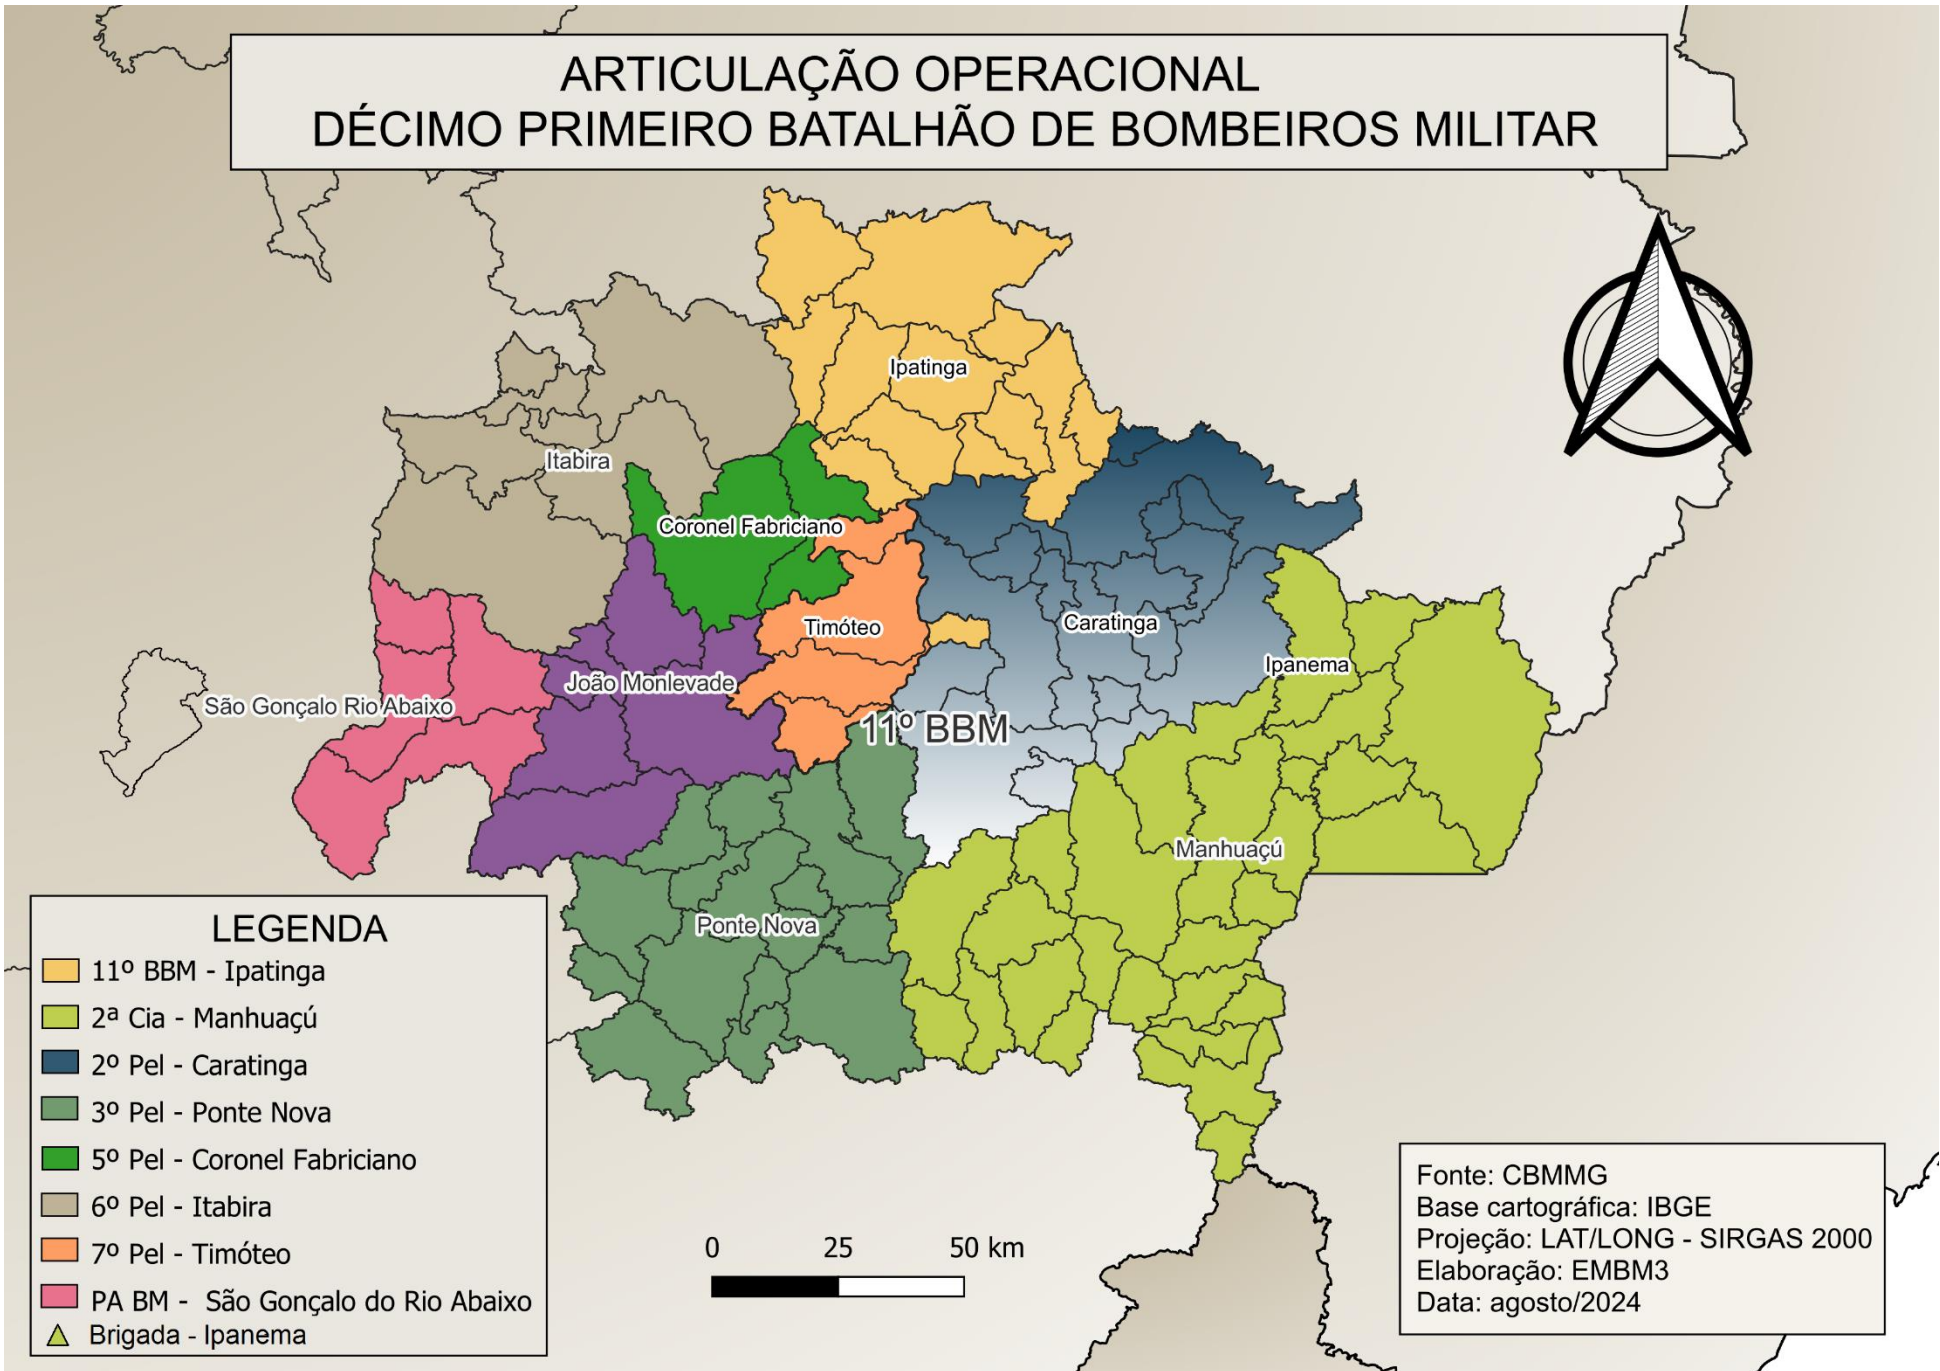 ARTICULAÇÃO OPERACIONAL
DÉCIMO PRIMEIRO BATALHÃO DE BOMBEIROS MILITAR
Ipatinga
Itabira
Coronel Fabriciano
Timóteo
Caratinga
Ipanema
João Monlevade
São Gonçalo Rio Abaixo
11º BBM
Manhuaçú
Ponte Nova
LEGENDA
11º BBM - Ipatinga
2ª Cia - Manhuaçú
2º Pel - Caratinga
3º Pel - Ponte Nova
5º Pel - Coronel Fabriciano
6º Pel - Itabira
7º Pel - Timóteo
PA BM - São Gonçalo do Rio Abaixo
Brigada - Ipanema
0 25 50 km
Fonte: CBMMG
Base cartográfica: IBGE
Projeção: LAT/LONG - SIRGAS 2000
Elaboração: EMBM3
Data: agosto/2024